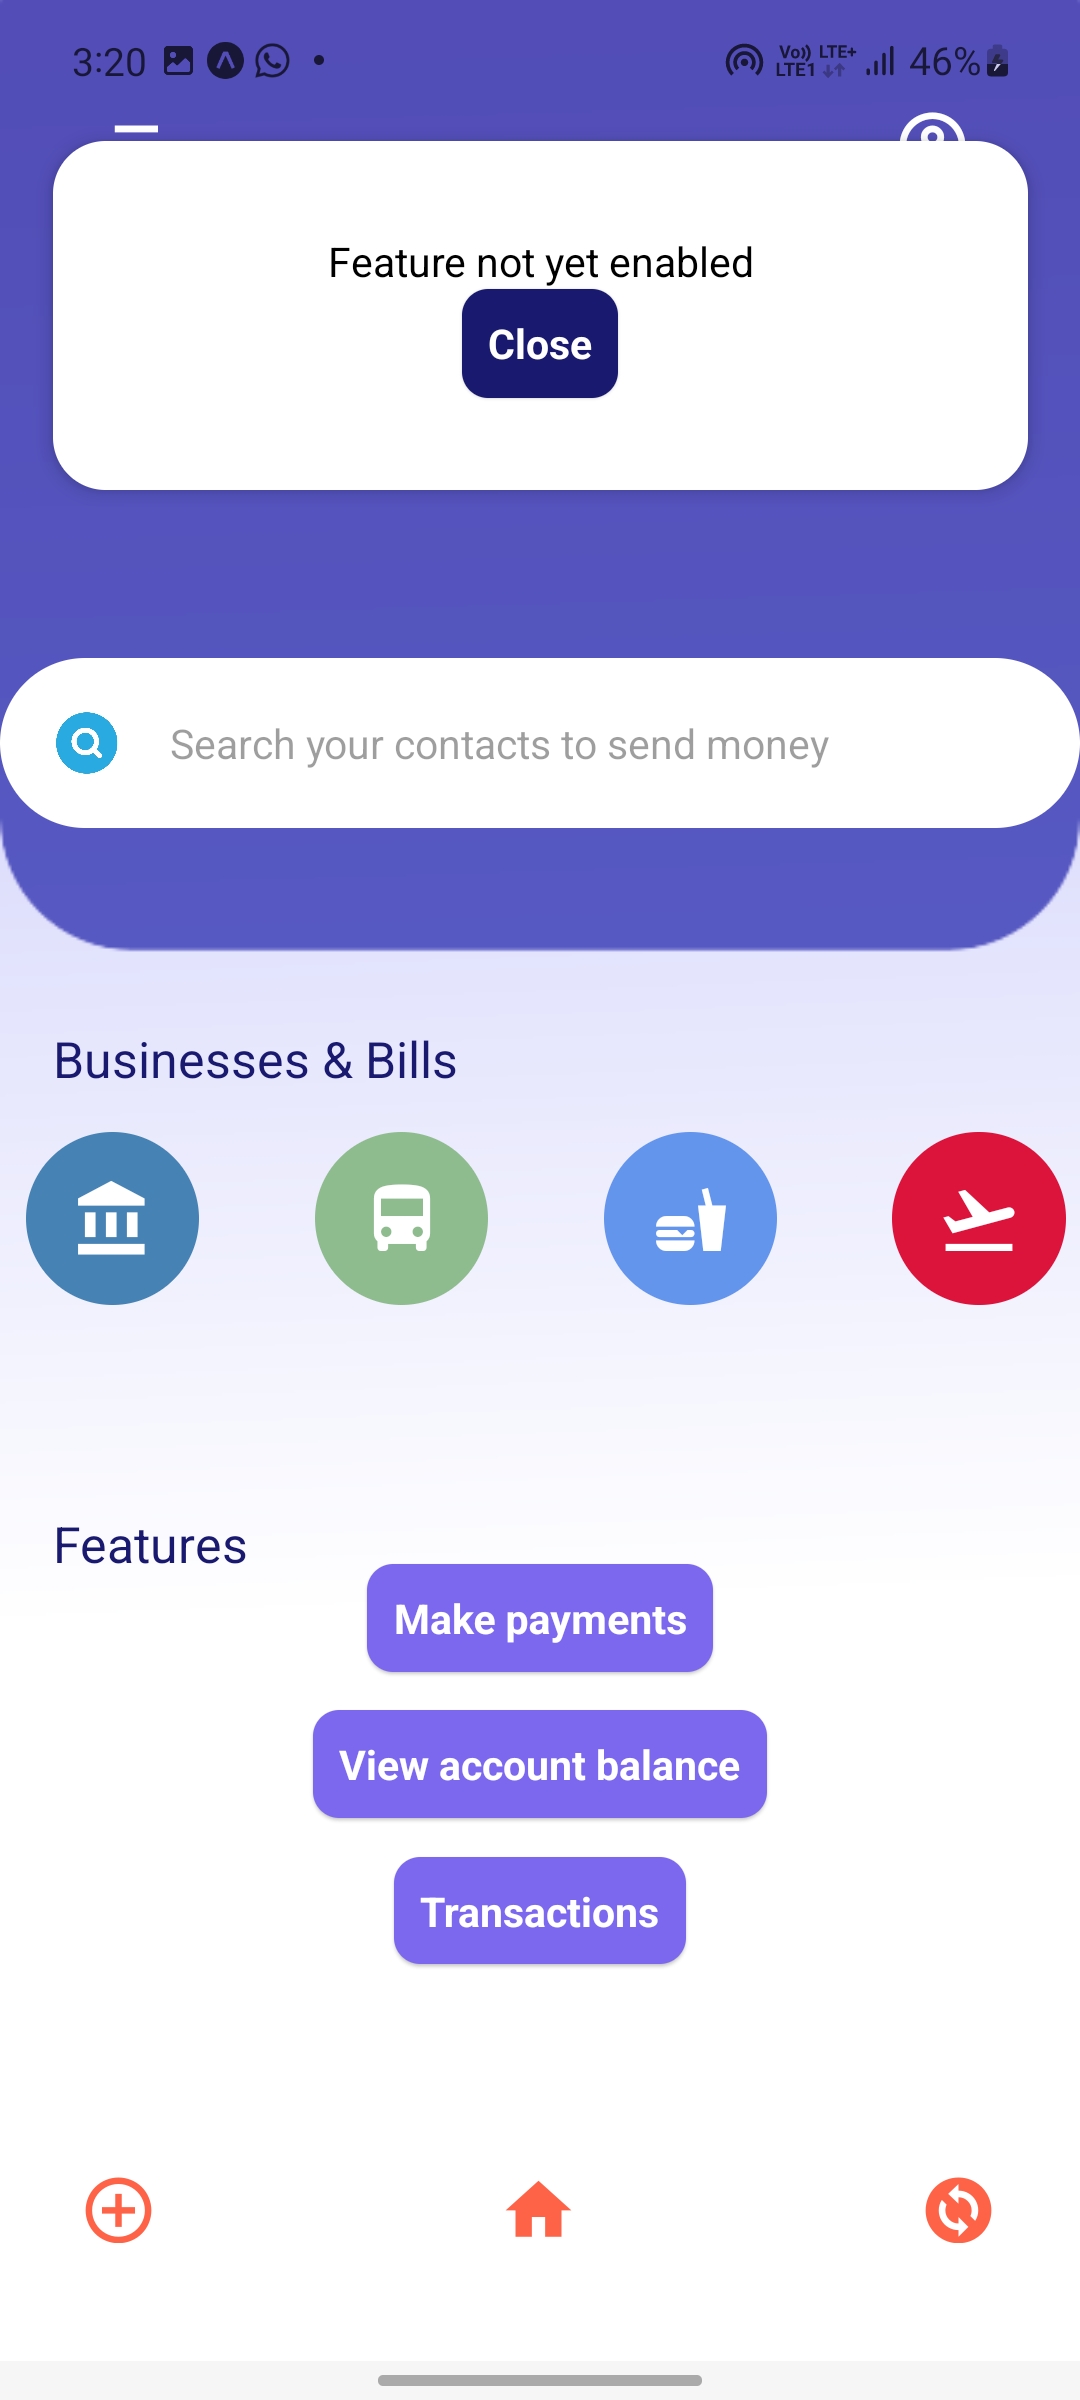 3:20
Vo)) LTE+
LTE1
46%
Feature not yet enabled
Close
Search your contacts to send money
Businesses & Bills
Features
Make payments
View account balance
Transactions